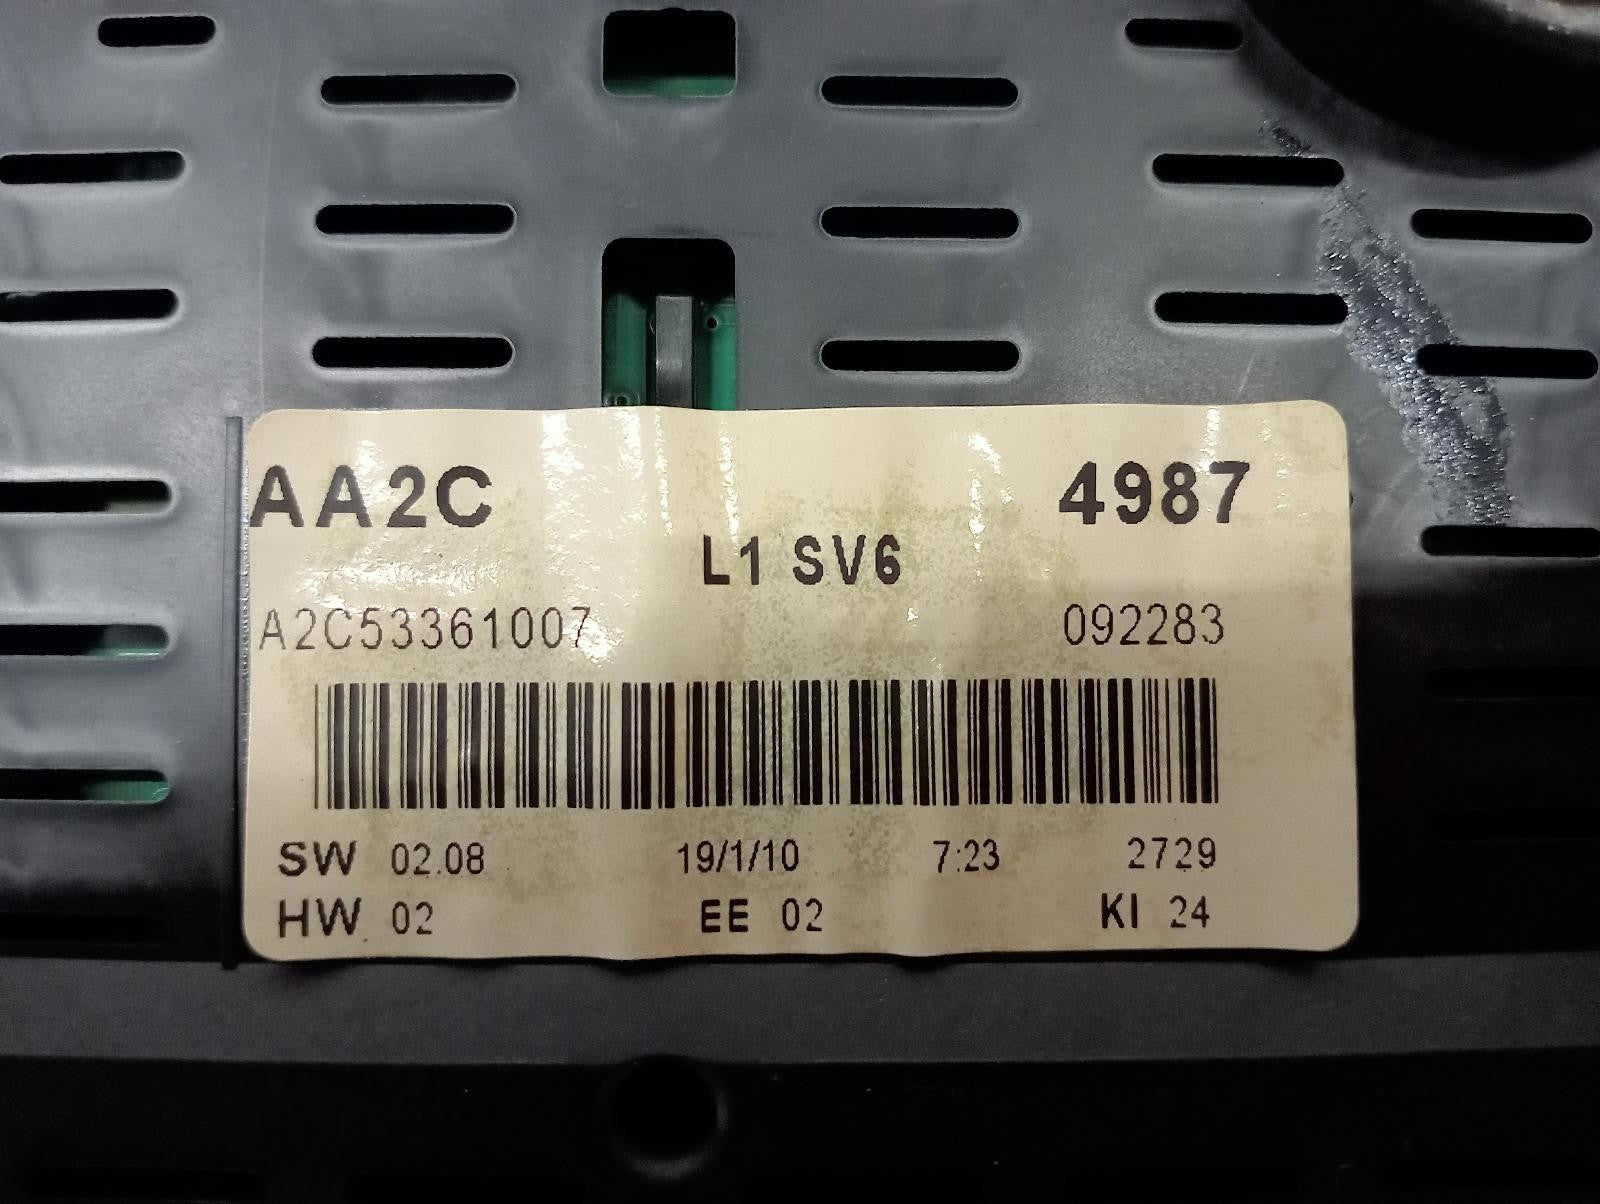 AA2C 4987
L1 SV6
A2C53361007 092283
SW 02.08 19/1/10 7:23 2729
HW 02 EE 02 KI 24